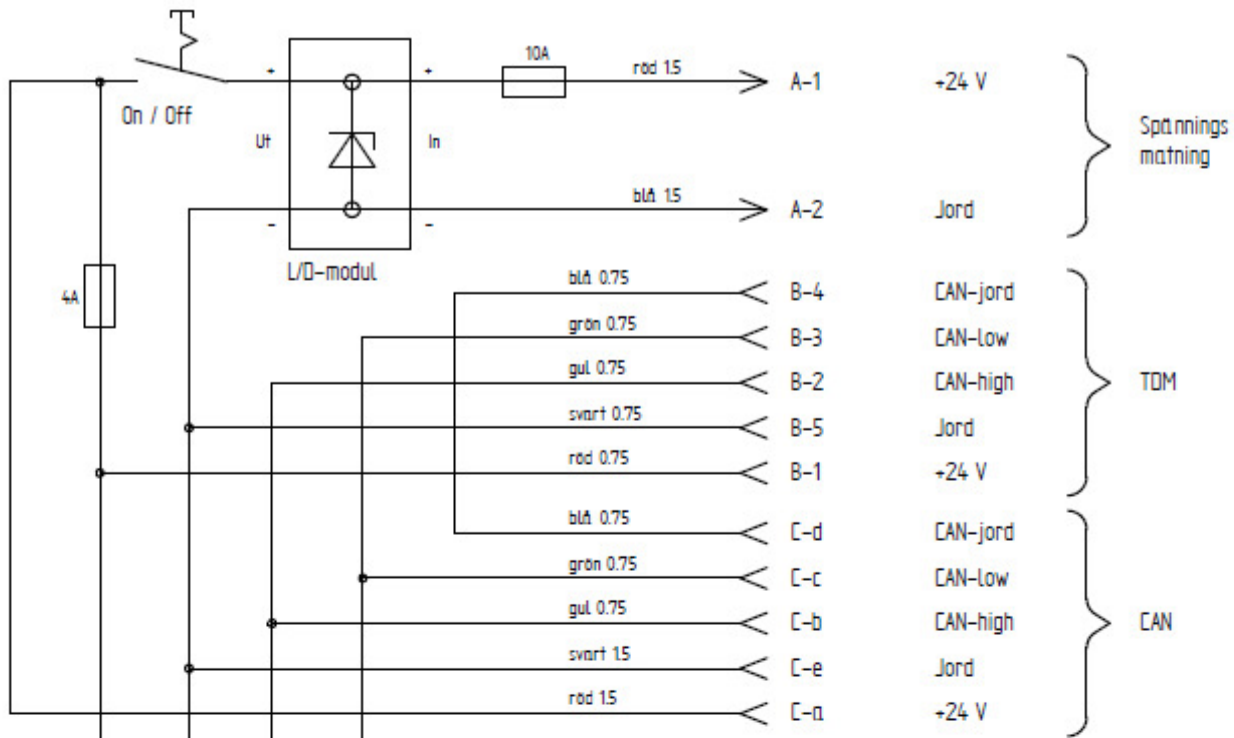 10A
röd 1.5
A-1
+24 V
On / Off
+
+
Ut
In
Spännings
matning
blå 1.5
A-2
Jord
-
-
L/D-modul
4A
blå 0.75
B-4
CAN-jord
grön 0.75
B-3
CAN-low
gul 0.75
B-2
CAN-high
TDM
svart 0.75
B-5
Jord
röd 0.75
B-1
+24 V
blå 0.75
C-d
CAN-jord
grön 0.75
C-c
CAN-low
gul 0.75
C-b
CAN-high
CAN
svart 1.5
C-e
Jord
röd 1.5
C-a
+24 V